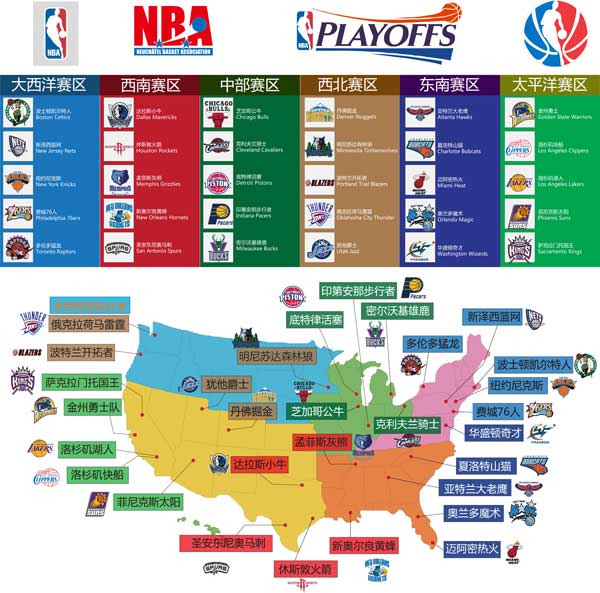 NBA
NBA
NEUCHÂTEL BASKET ASSOCIATION
NBA
PLAYOFFS
大西洋赛区
西南赛区
中部赛区
西北赛区
东南赛区
太平洋赛区
波士顿凯尔特人
Boston Celtics
新泽西篮网
New Jersey Nets
纽约尼克斯
New York Knicks
费城76人
Philadelphia 76ers
多伦多猛龙
Toronto Raptors
达拉斯小牛
Dallas Mavericks
休斯敦火箭
Houston Rockets
孟菲斯灰熊
Memphis Grizzlies
新奥尔良黄蜂
New Orleans Hornets
圣安东尼奥马刺
San Antonio Spurs
CHICAGO
BULLS
芝加哥公牛
Chicago Bulls
克利夫兰骑士
Cleveland Cavaliers
底特律活塞
Detroit Pistons
印第安那步行者
Indiana Pacers
密尔沃基雄鹿
Milwaukee Bucks
丹佛掘金
Denver Nuggets
明尼苏达森林狼
Minnesota Timberwolves
波特兰开拓者
Portland Trail Blazers
俄克拉荷马雷霆
Oklahoma City Thunder
犹他爵士
Utah Jazz
亚特兰大老鹰
Atlanta Hawks
夏洛特山猫
Charlotte Bobcats
迈阿密热火
Miami Heat
奥兰多魔术
Orlando Magic
华盛顿奇才
Washington Wizards
金州勇士
Golden State Warriors
洛杉矶快船
Los Angeles Clippers
洛杉矶湖人
Los Angeles Lakers
菲尼克斯太阳
Phoenix Suns
萨克拉门托国王
Sacramento Kings
PISTONS
印第安那步行者
Pacers
底特律活塞
密尔沃基雄鹿
BUCKS
新泽西篮网
THUNDER
俄克拉荷马雷霆
多伦多猛龙
BLAZERS
波特兰开拓者
明尼苏达森林狼
波士顿凯尔特人
KINGS
萨克拉门托国王
犹他爵士
纽约尼克斯
金州勇士队
丹佛掘金
芝加哥公牛
克利夫兰骑士
费城76人
华盛顿奇才
LAKERS
洛杉矶湖人
孟菲斯灰熊
夏洛特山猫
BOBCATS
CLIPPERS
洛杉矶快船
达拉斯小牛
亚特兰大老鹰
SUNS
菲尼克斯太阳
奥兰多魔术
圣安东尼奥马刺
新奥尔良黄蜂
迈阿密热火
SPURS
休斯敦火箭
ROCKETS
HORNETS